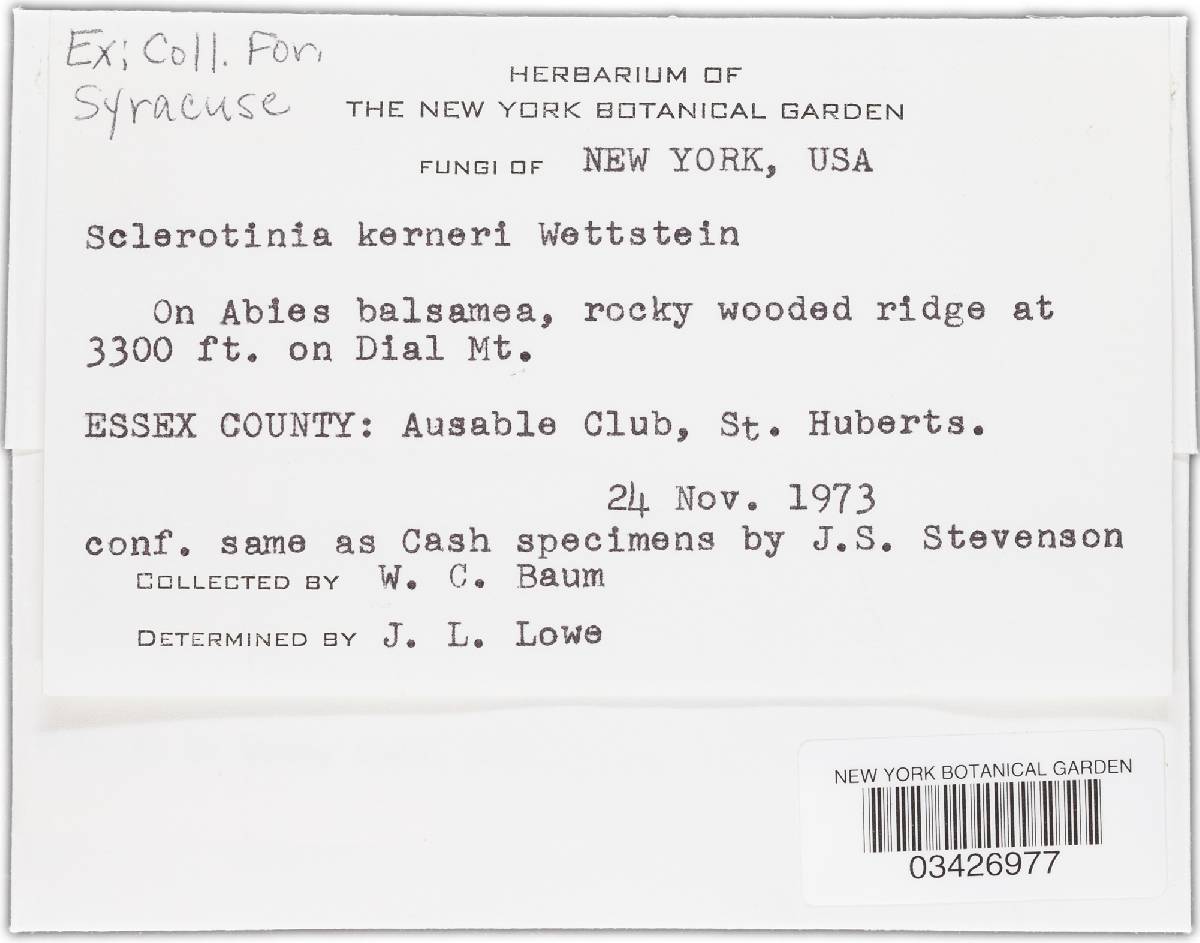 Ex; Coll. For.
Syracuse
HERBARIUM OF
THE NEW YORK BOTANICAL GARDEN
FUNGI OF NEW YORK, USA
Sclerotinia kerneri Wettstein
On Abies balsamea, rocky wooded ridge at
3300 ft. on Dial Mt.
ESSEX COUNTY: Ausable Club, St. Huberts.
24 Nov. 1973
conf. same as Cash specimens by J.S. Stevenson
COLLECTED BY W. C. Baum
DETERMINED BY J. L. Lowe
NEW YORK BOTANICAL GARDEN
03426977